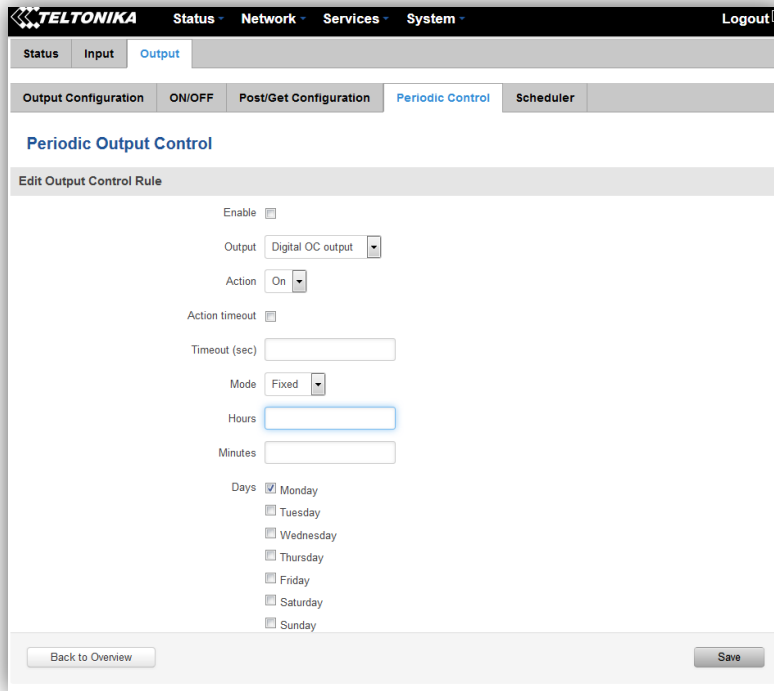 TELTONIKA Status Network Services System Logout
Status Input Output
Output Configuration ON/OFF Post/Get Configuration Periodic Control Scheduler
Periodic Output Control
Edit Output Control Rule
Enable
Output Digital OC output
Action On
Action timeout
Timeout (sec)
Mode Fixed
Hours
Minutes
Days Monday
Tuesday
Wednesday
Thursday
Friday
Saturday
Sunday
Back to Overview Save